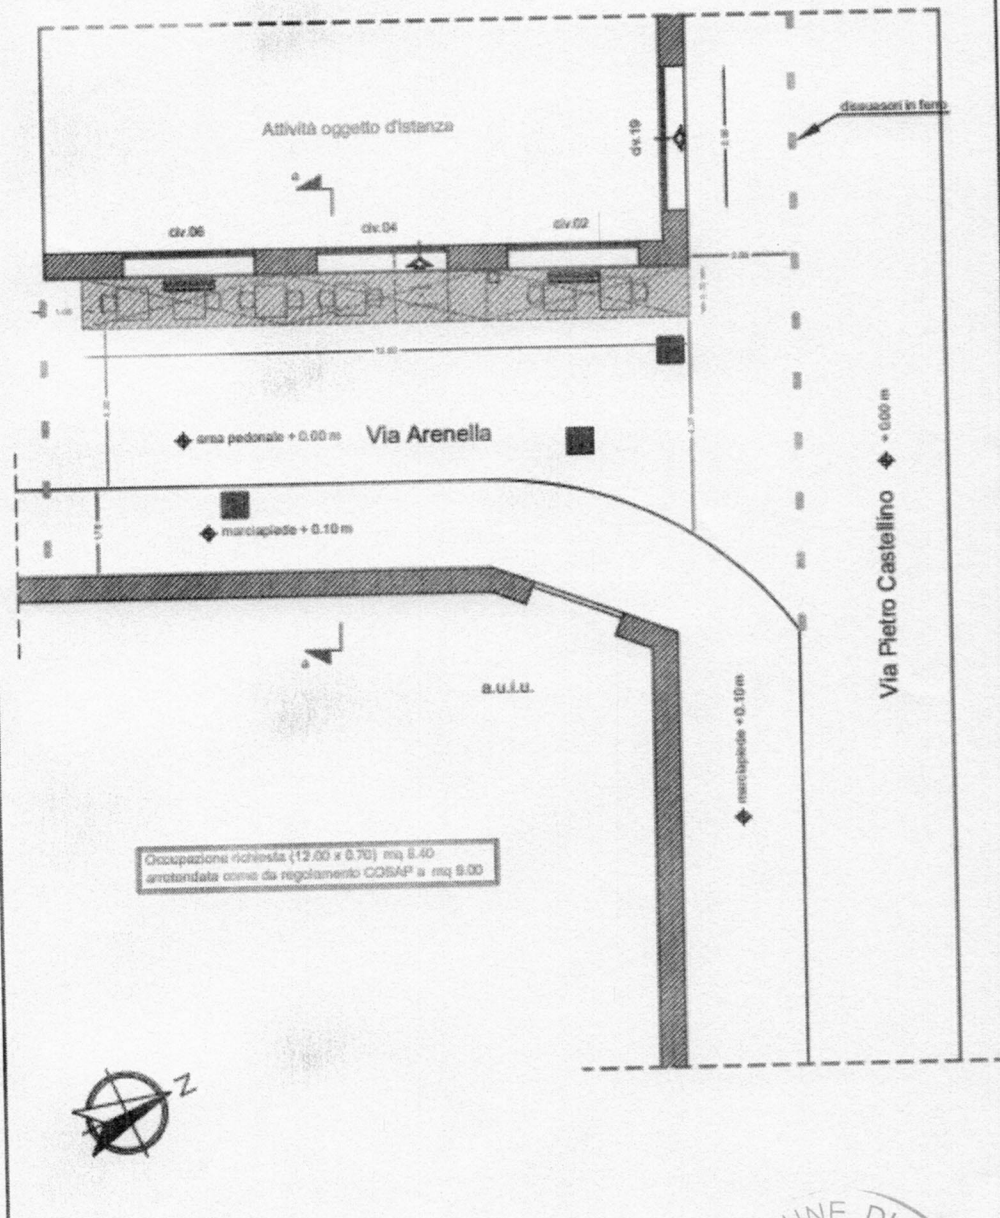 dissuasori in ferro
Attività oggetto d'istanza
civ.19
a
civ.06
civ.04
civ.02
area pedonale + 0.00 m
Via Arenella
+ 0.00 m
Via Pietro Castellino
marciapiede + 0.10 m
a
a.u.i.u.
marciapiede + 0.10 m
Occupazione richiesta (12.00 x 0.70) mq 8.40
arrotondata come da regolamento COSAP a mq 9.00
N